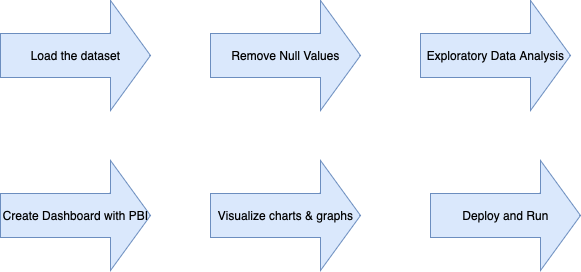 Load the dataset
Remove Null Values
Exploratory Data Analysis
Create Dashboard with PBI
Visualize charts & graphs
Deploy and Run